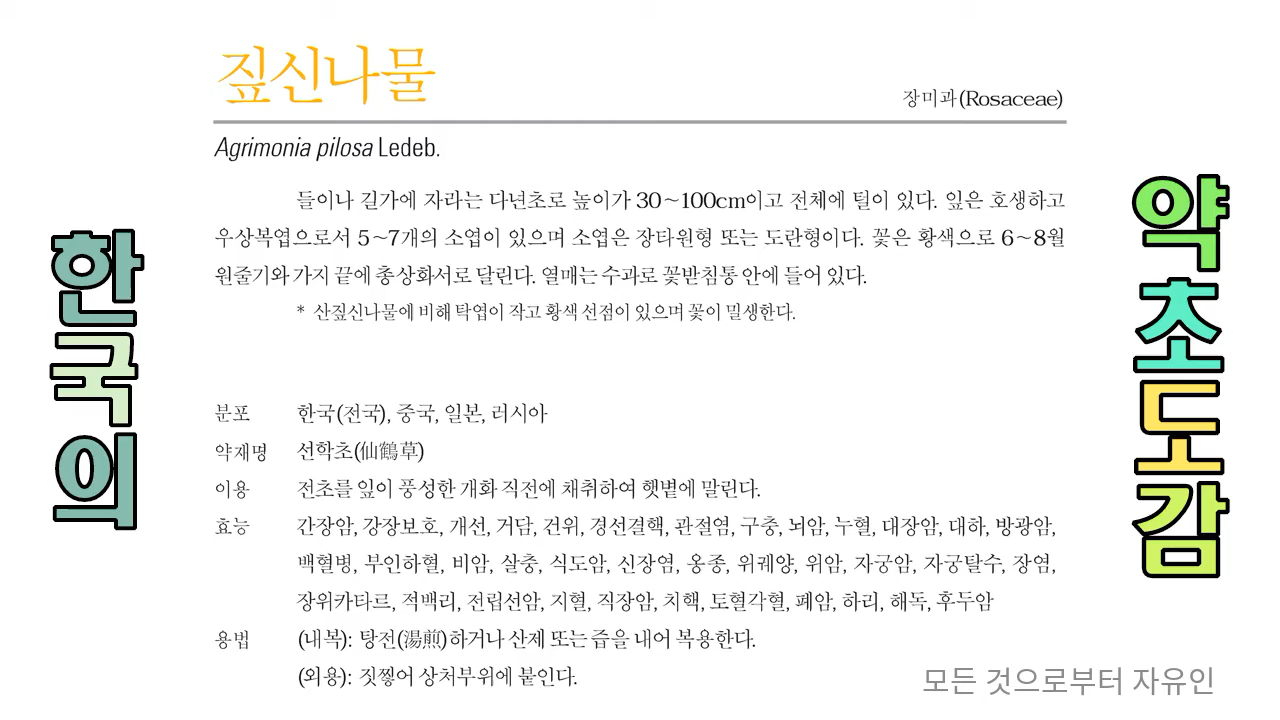 짚신나물
장미과(Rosaceae)
Agrimonia pilosa Ledeb.
들이나 길가에 자라는 다년초로 높이가 30~100cm이고 전체에 털이 있다. 잎은 호생하고
우상복엽으로서 5~7개의 소엽이 있으며 소엽은 장타원형 또는 도란형이다. 꽃은 황색으로 6~8월
원줄기와 가지 끝에 총상화서로 달린다. 열매는 수과로 꽃받침통 안에 들어 있다.
* 산짚신나물에 비해 탁엽이 작고 황색 선점이 있으며 꽃이 밀생한다.
분포 한국(전국), 중국, 일본, 러시아
약재명 선학초(仙鶴草)
이용 전초를 잎이 풍성한 개화 직전에 채취하여 햇볕에 말린다.
효능 간장암, 강장보호, 개선, 거담, 건위, 경선결핵, 관절염, 구충, 뇌암, 누혈, 대장암, 대하, 방광암,
백혈병, 부인하혈, 비암, 살충, 식도암, 신장염, 옹종, 위궤양, 위암, 자궁암, 자궁탈수, 장염,
장위카타르, 적백리, 전립선암, 지혈, 직장암, 치핵, 토혈각혈, 폐암, 하리, 해독, 후두암
용법 (내복): 탕전(湯煎)하거나 산제 또는 즙을 내어 복용한다.
(외용): 짓찧어 상처부위에 붙인다.
한국의
약초도감
모든 것으로부터 자유인